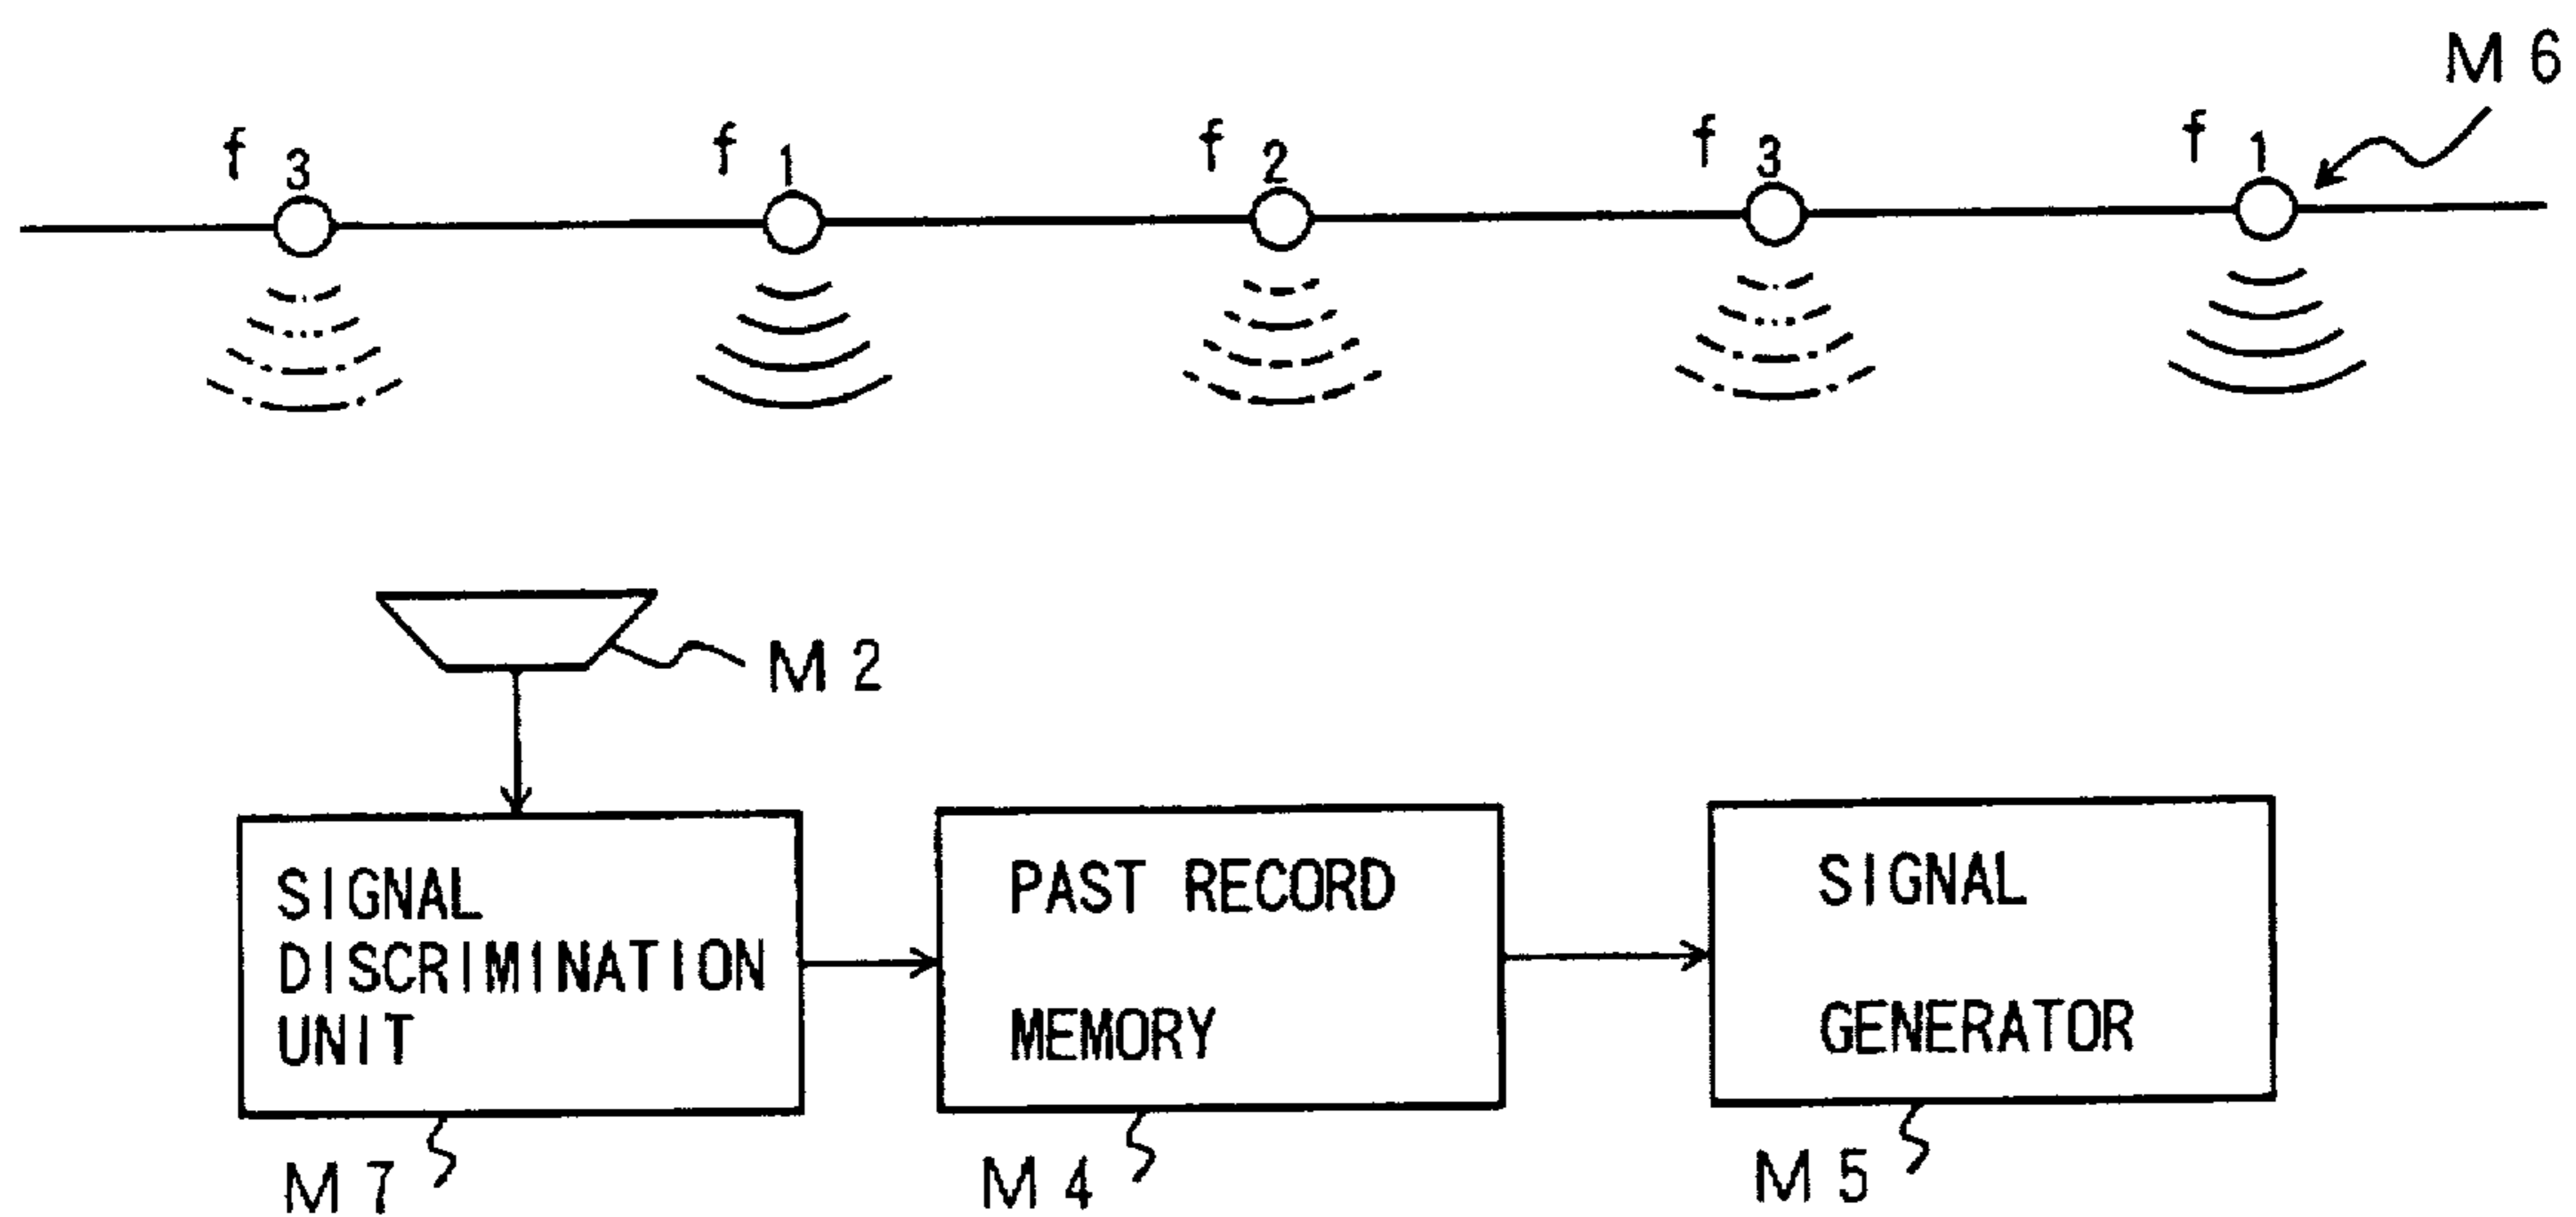 M 6
f 3 f 1 f 2 f 3 f 1
M 2
SIGNAL
DISCRIMINATION
UNIT
PAST RECORD
MEMORY
SIGNAL
GENERATOR
M 7 M 4 M 5